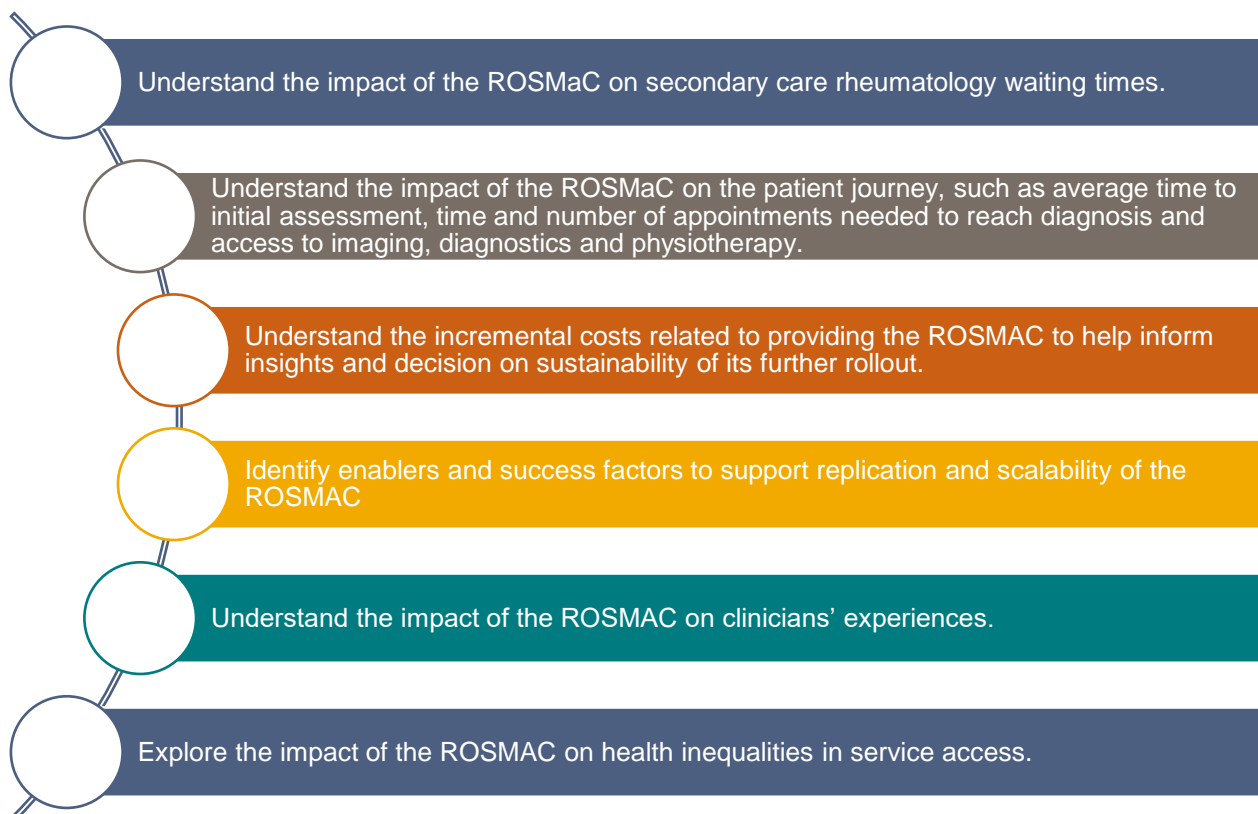 Understand the impact of the ROSMaC on secondary care rheumatology waiting times.
Understand the impact of the ROSMaC on the patient journey, such as average time to
initial assessment, time and number of appointments needed to reach diagnosis and
access to imaging, diagnostics and physiotherapy.
Understand the incremental costs related to providing the ROSMAC to help inform
insights and decision on sustainability of its further rollout.
Identify enablers and success factors to support replication and scalability of the
ROSMAC
Understand the impact of the ROSMAC on clinicians’ experiences.
Explore the impact of the ROSMAC on health inequalities in service access.